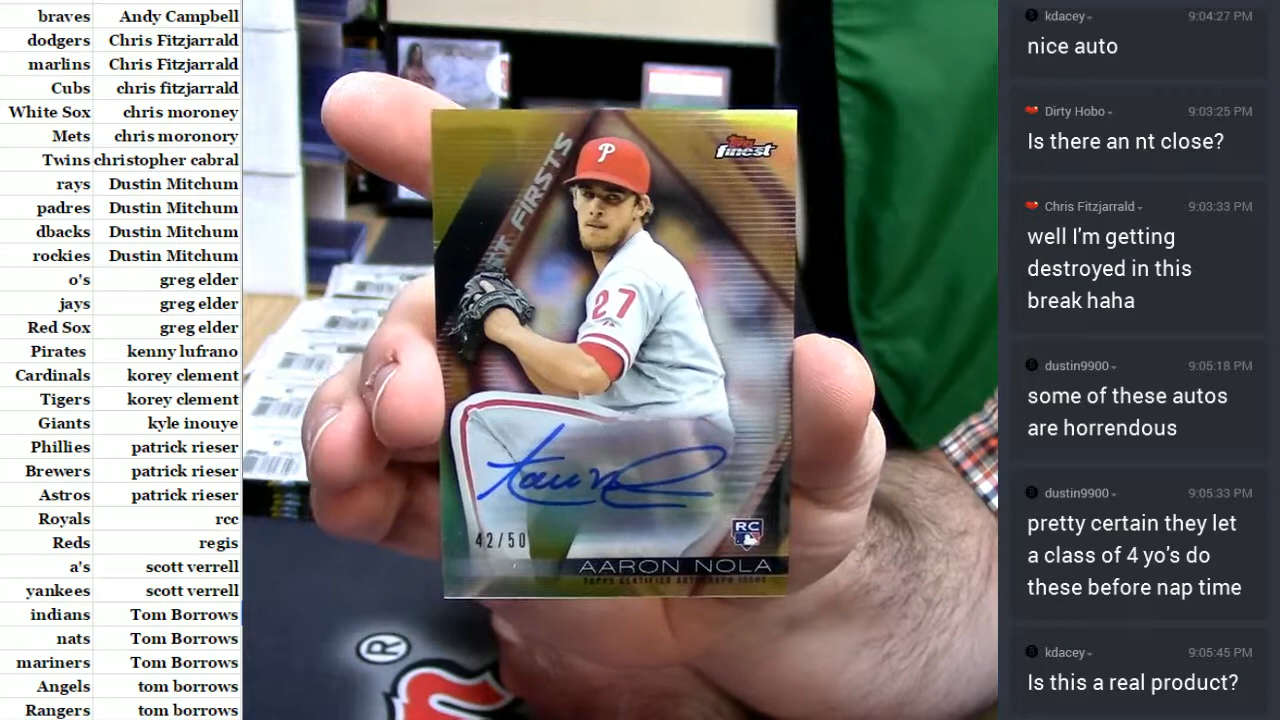 braves Andy Campbell
dodgers Chris Fitzjarrald
marlins Chris Fitzjarrald
Cubs chris fitzjarrald
White Sox chris moroney
Mets chris moronory
Twins christopher cabral
rays Dustin Mitchum
padres Dustin Mitchum
dbacks Dustin Mitchum
rockies Dustin Mitchum
o's greg elder
jays greg elder
Red Sox greg elder
Pirates kenny lufrano
Cardinals korey clement
Tigers korey clement
Giants kyle inouye
Phillies patrick rieser
Brewers patrick rieser
Astros patrick rieser
Royals rcc
Reds regis
a's scott verrell
yankees scott verrell
indians Tom Borrows
nats Tom Borrows
mariners Tom Borrows
Angels tom borrows
Rangers tom borrows
FIRSTS
Topps
finest
P
27
42/50
RC
AARON NOLA
TOPPS CERTIFIED AUTOGRAPH ISSUE
®
kdacey 9:04:27 PM
nice auto
Dirty Hobo 9:03:25 PM
Is there an nt close?
Chris Fitzjarrald 9:03:33 PM
well I'm getting
destroyed in this
break haha
dustin9900 9:05:18 PM
some of these autos
are horrendous
dustin9900 9:05:33 PM
pretty certain they let
a class of 4 yo's do
these before nap time
kdacey 9:05:45 PM
Is this a real product?